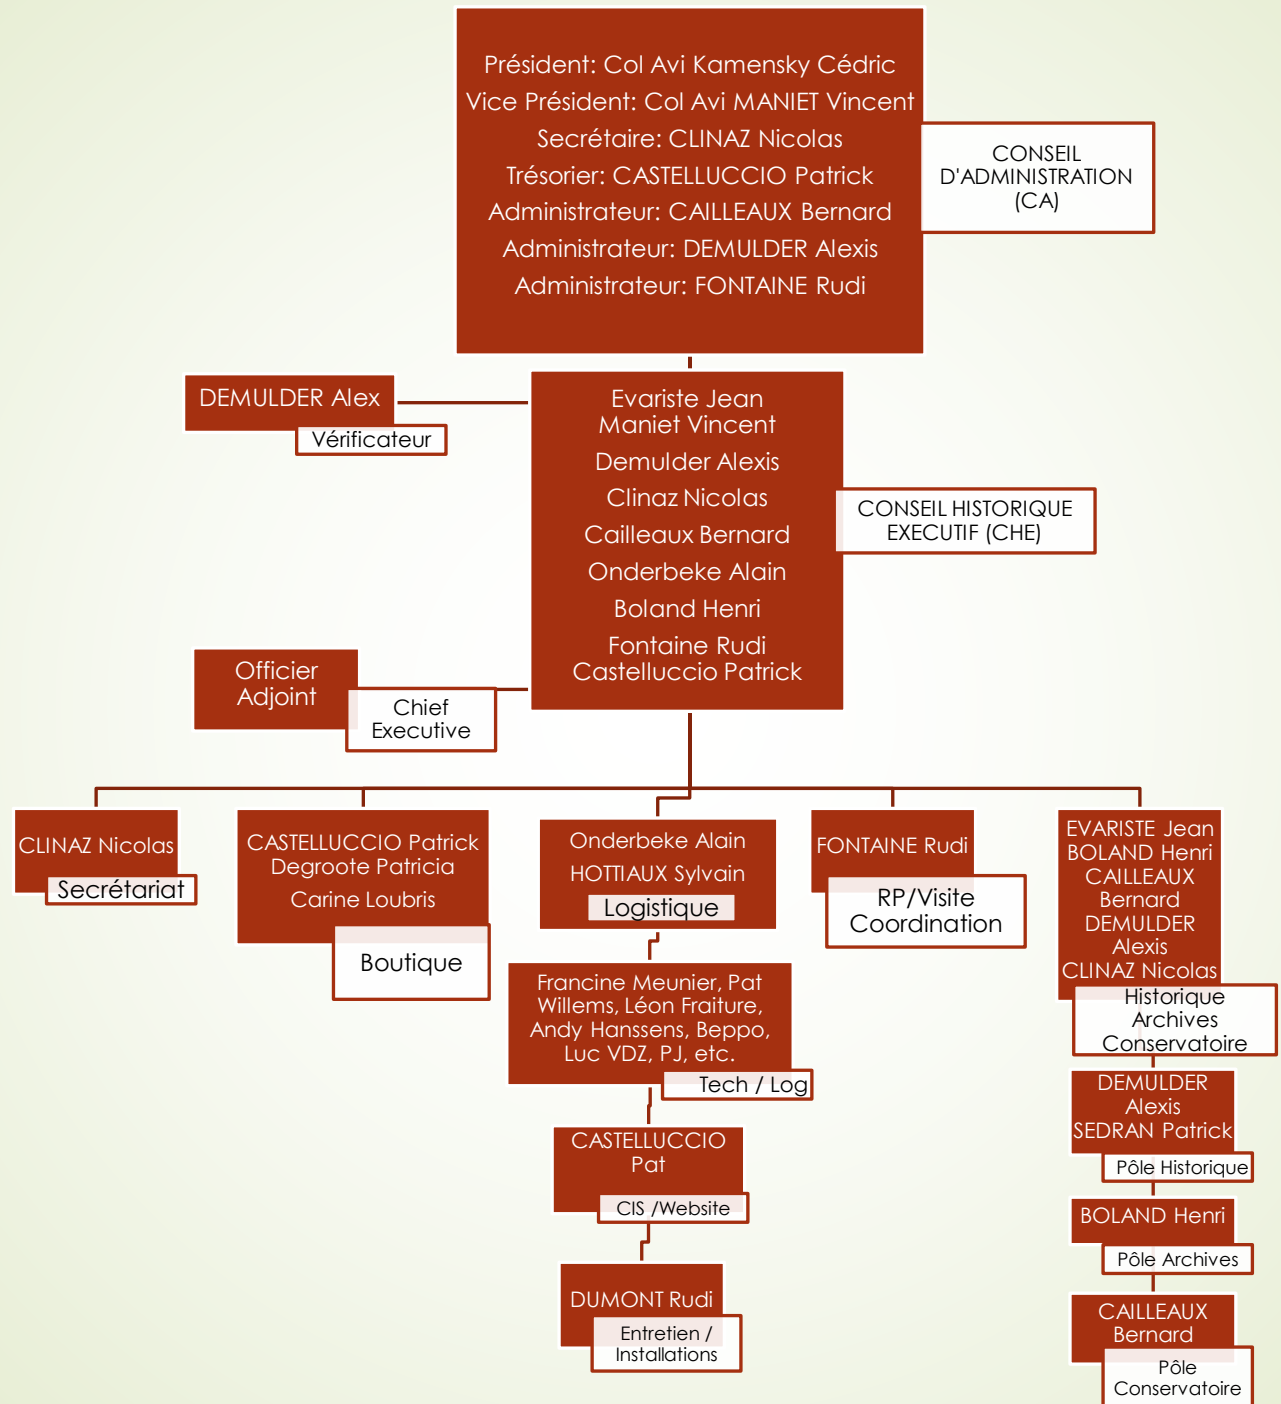 Président: Col Avi Kamensky Cédric
Vice Président: Col Avi MANIET Vincent
Secrétaire: CLINAZ Nicolas
Trésorier: CASTELLUCCIO Patrick
Administrateur: CAILLEAUX Bernard
Administrateur: DEMULDER Alexis
Administrateur: FONTAINE Rudi
CONSEIL
D'ADMINISTRATION
(CA)
DEMULDER Alex
Vérificateur
Evariste Jean
Maniet Vincent
Demulder Alexis
Clinaz Nicolas
Cailleaux Bernard
Onderbeke Alain
Boland Henri
Fontaine Rudi
Castelluccio Patrick
CONSEIL HISTORIQUE
EXECUTIF (CHE)
Officier
Adjoint
Chief
Executive
CLINAZ Nicolas
Secrétariat
CASTELLUCCIO Patrick
Degroote Patricia
Carine Loubris
Boutique
Onderbeke Alain
HOTTIAUX Sylvain
Logistique
Francine Meunier, Pat
Willems, Léon Fraiture,
Andy Hanssens, Beppo,
Luc VDZ, PJ, etc.
Tech / Log
CASTELLUCCIO
Pat
CIS /Website
DUMONT Rudi
Entretien /
Installations
FONTAINE Rudi
RP/Visite
Coordination
EVARISTE Jean
BOLAND Henri
CAILLEAUX
Bernard
DEMULDER
Alexis
CLINAZ Nicolas
Historique
Archives
Conservatoire
DEMULDER
Alexis
SEDRAN Patrick
Pôle Historique
BOLAND Henri
Pôle Archives
CAILLEAUX
Bernard
Pôle
Conservatoire